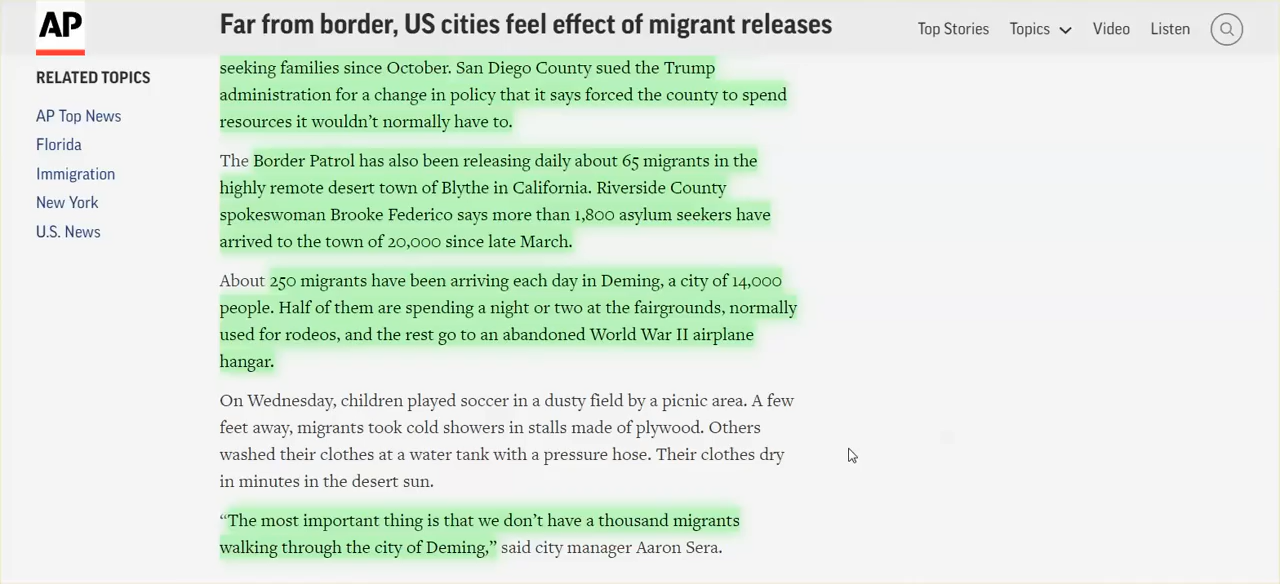 AP
Far from border, US cities feel effect of migrant releases
Top Stories
Topics
Video
Listen
RELATED TOPICS
AP Top News
Florida
Immigration
New York
U.S. News
seeking families since October. San Diego County sued the Trump
administration for a change in policy that it says forced the county to spend
resources it wouldn’t normally have to.
The Border Patrol has also been releasing daily about 65 migrants in the
highly remote desert town of Blythe in California. Riverside County
spokeswoman Brooke Federico says more than 1,800 asylum seekers have
arrived to the town of 20,000 since late March.
About 250 migrants have been arriving each day in Deming, a city of 14,000
people. Half of them are spending a night or two at the fairgrounds, normally
used for rodeos, and the rest go to an abandoned World War II airplane
hangar.
On Wednesday, children played soccer in a dusty field by a picnic area. A few
feet away, migrants took cold showers in stalls made of plywood. Others
washed their clothes at a water tank with a pressure hose. Their clothes dry
in minutes in the desert sun.
“The most important thing is that we don’t have a thousand migrants
walking through the city of Deming,” said city manager Aaron Sera.